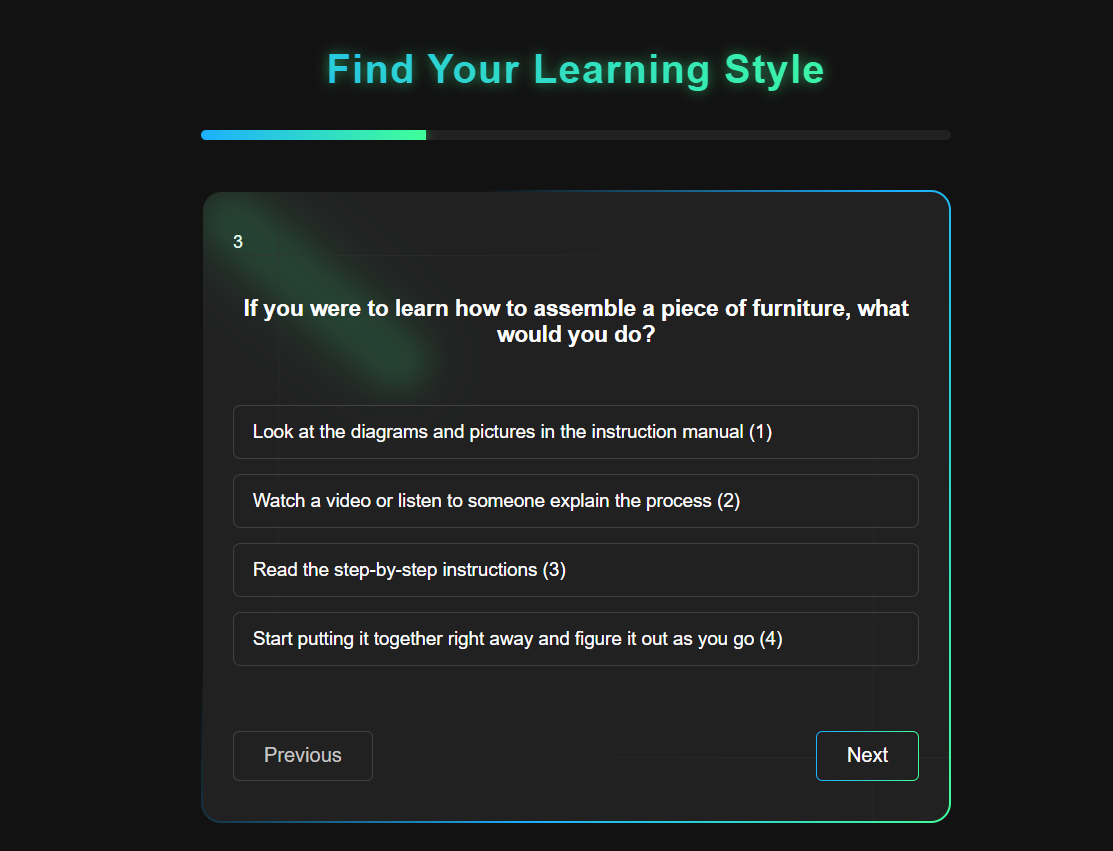 Find Your Learning Style
3
If you were to learn how to assemble a piece of furniture, what
would you do?
Look at the diagrams and pictures in the instruction manual (1)
Watch a video or listen to someone explain the process (2)
Read the step-by-step instructions (3)
Start putting it together right away and figure it out as you go (4)
Previous
Next